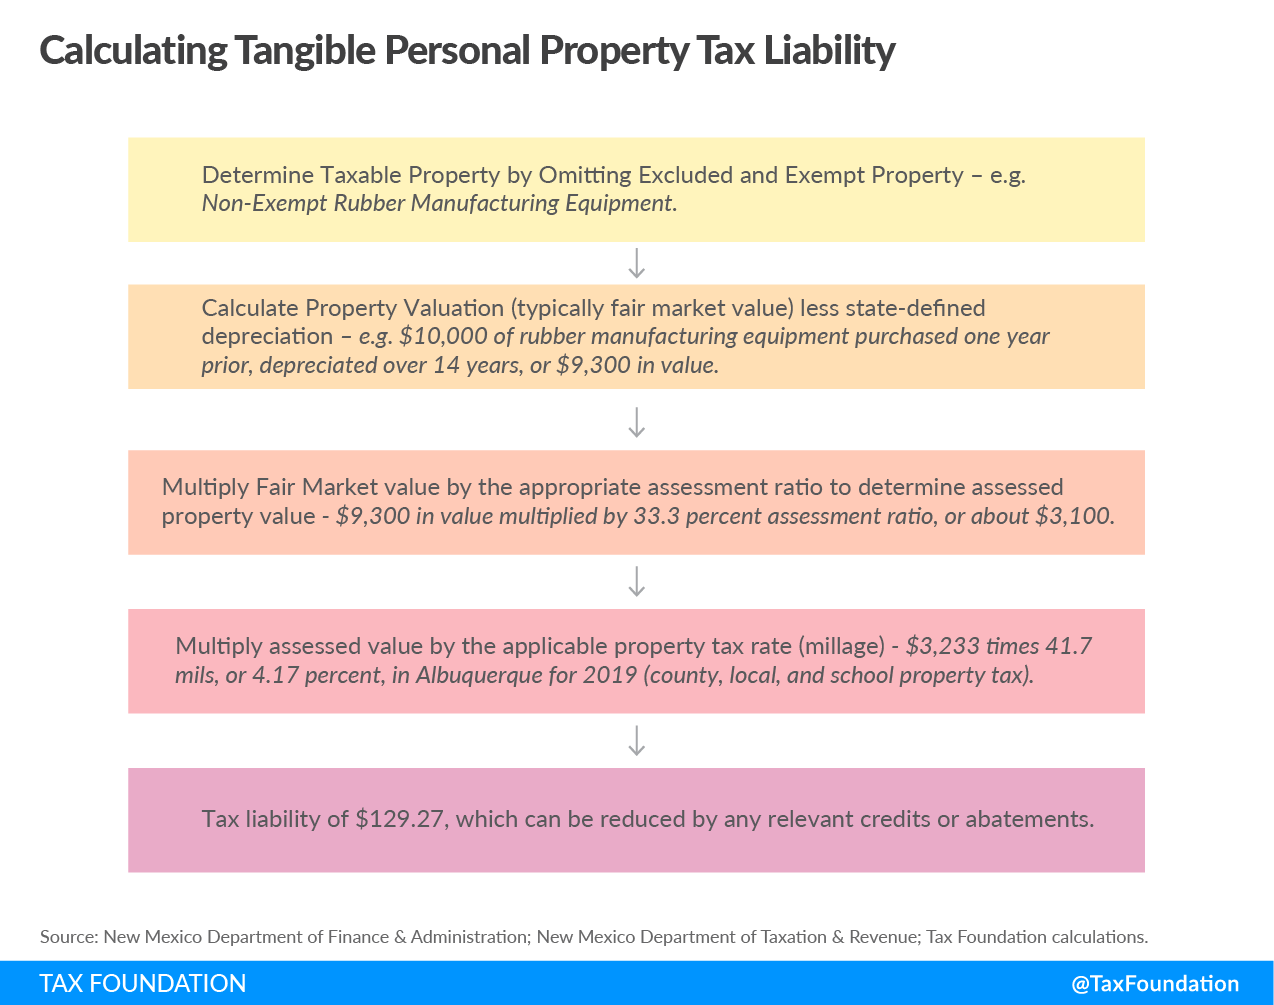 Calculating Tangible Personal Property Tax Liability
Determine Taxable Property by Omitting Excluded and Exempt Property – e.g.
Non-Exempt Rubber Manufacturing Equipment.
Calculate Property Valuation (typically fair market value) less state-defined
depreciation – e.g. $10,000 of rubber manufacturing equipment purchased one year
prior, depreciated over 14 years, or $9,300 in value.
Multiply Fair Market value by the appropriate assessment ratio to determine assessed
property value - $9,300 in value multiplied by 33.3 percent assessment ratio, or about $3,100.
Multiply assessed value by the applicable property tax rate (millage) - $3,233 times 41.7
mils, or 4.17 percent, in Albuquerque for 2019 (county, local, and school property tax).
Tax liability of $129.27, which can be reduced by any relevant credits or abatements.
Source: New Mexico Department of Finance & Administration; New Mexico Department of Taxation & Revenue; Tax Foundation calculations.
TAX FOUNDATION
@TaxFoundation